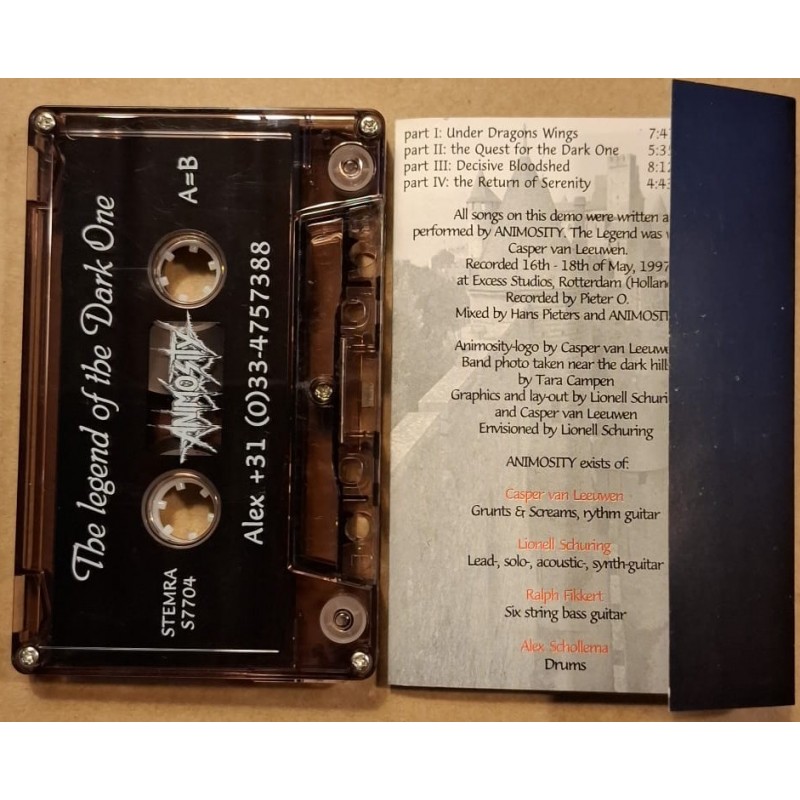 The legend of the Dark One
A=B
ANIMOSITY
STEMRA
S7704
Alex +31 (0)33-4757388
part I: Under Dragons Wings
part II: the Quest for the Dark One
part III: Decisive Bloodshed
part IV: the Return of Serenity
All songs on this demo were written
performed by ANIMOSITY. The Legend was
Casper van Leeuwen.
Recorded 16th - 18th of May, 1997
at Excess Studios, Rotterdam
Recorded by Pieter O.
Mixed by Hans Pieters and
Animosity-logo by Casper van
Band photo taken near the dark
by Tara Campen
Graphics and lay-out by Lionell
and Casper van Leeuwen
Envisioned by Lionell Schuring
ANIMOSITY exists of:
Casper van Leeuwen
Grunts & Screams, rythm guitar
Lionell Schuring
Lead-, solo-, acoustic-, synth-guitar
Ralph Fikkert
Six string bass guitar
Alex Schollema
Drums